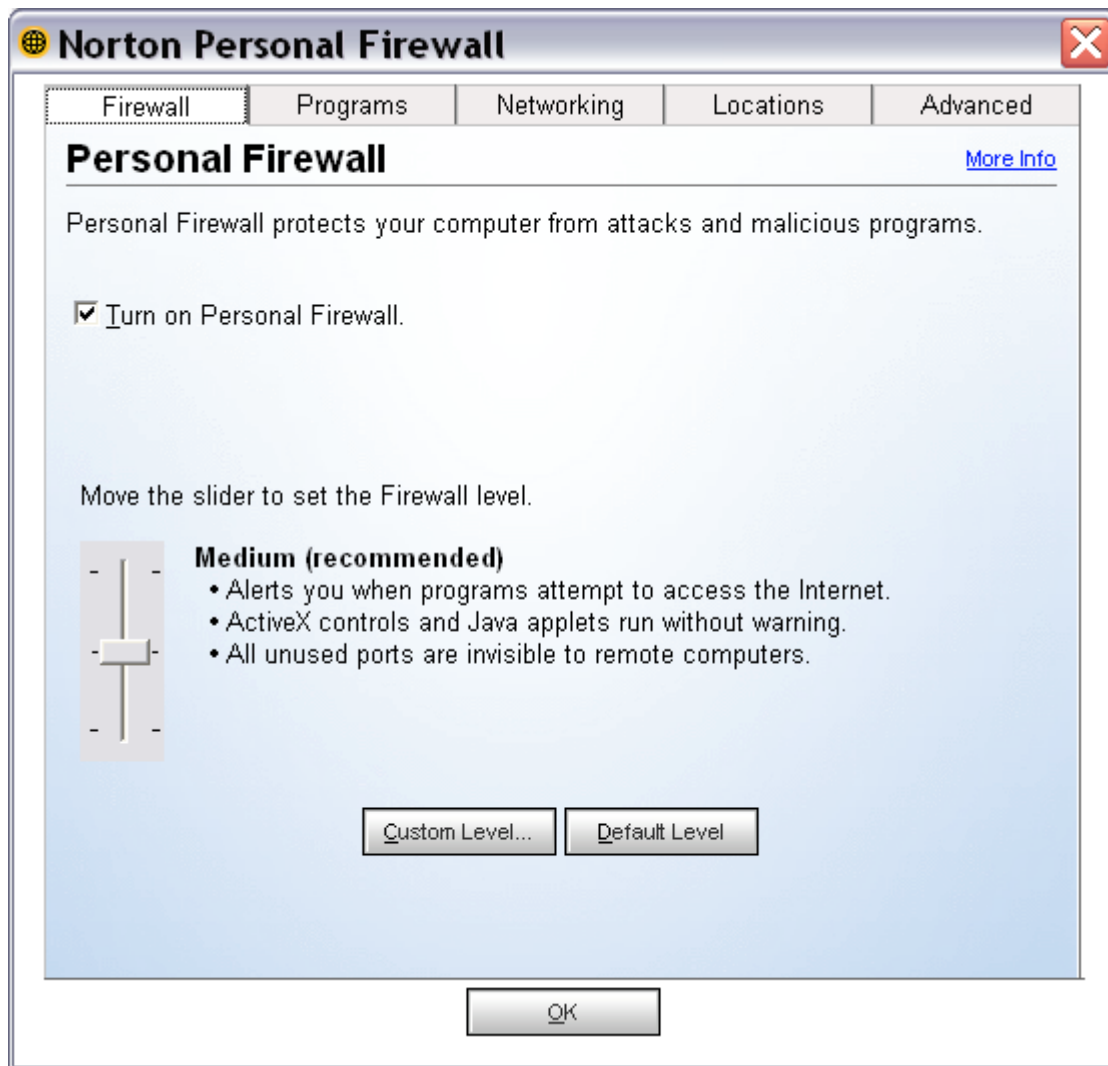 Norton Personal Firewall
Firewall Programs Networking Locations Advanced
Personal Firewall More Info
Personal Firewall protects your computer from attacks and malicious programs.
Turn on Personal Firewall.
Move the slider to set the Firewall level.
Medium (recommended)
• Alerts you when programs attempt to access the Internet.
• ActiveX controls and Java applets run without warning.
• All unused ports are invisible to remote computers.
Custom Level... Default Level
OK